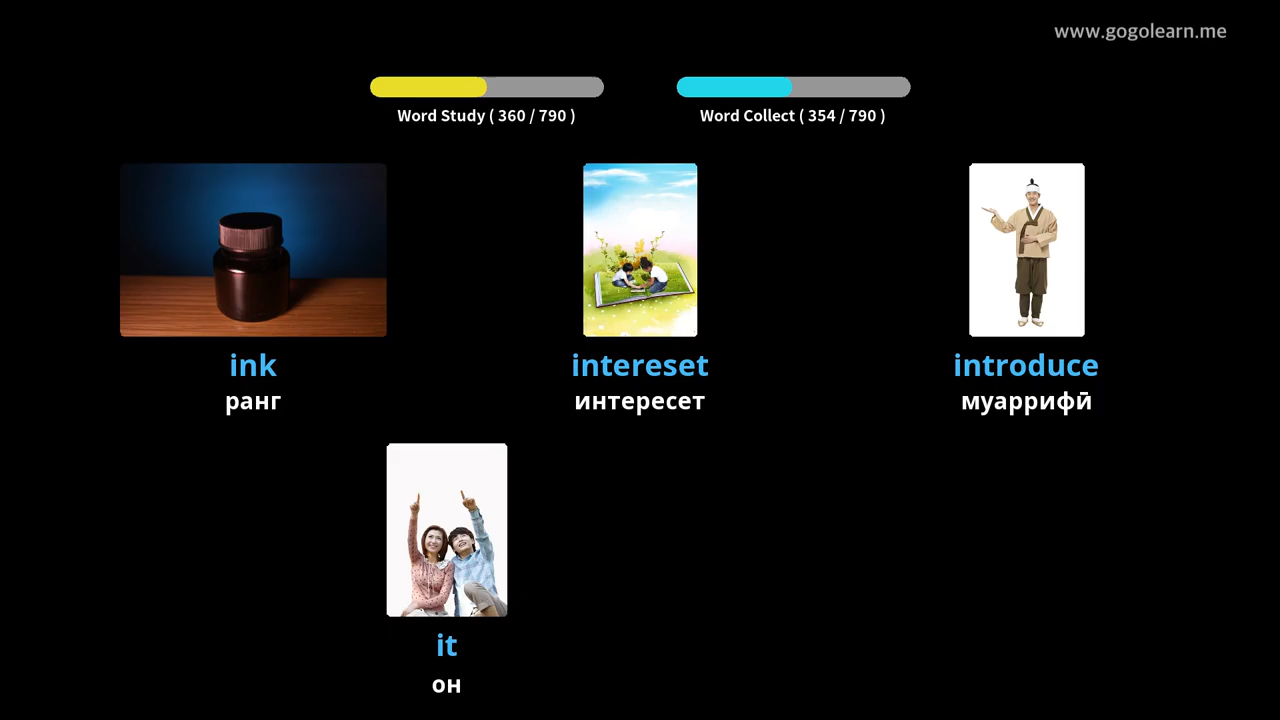 www.gogolearn.me
Word Study ( 360 / 790 )
Word Collect ( 354 / 790 )
ink
ранг
intereset
интересет
introduce
муаррифӣ
it
он